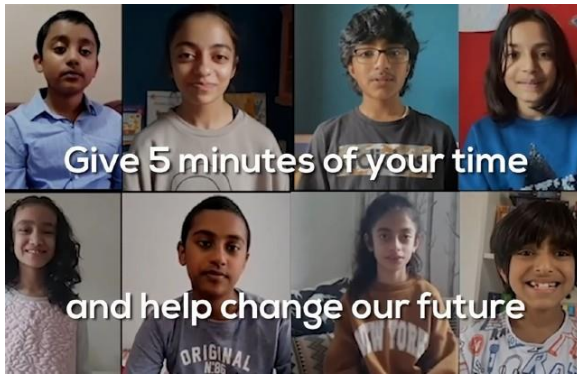 Give 5 minutes of your time
and help change our future
ORIGINAL
NEW YORK